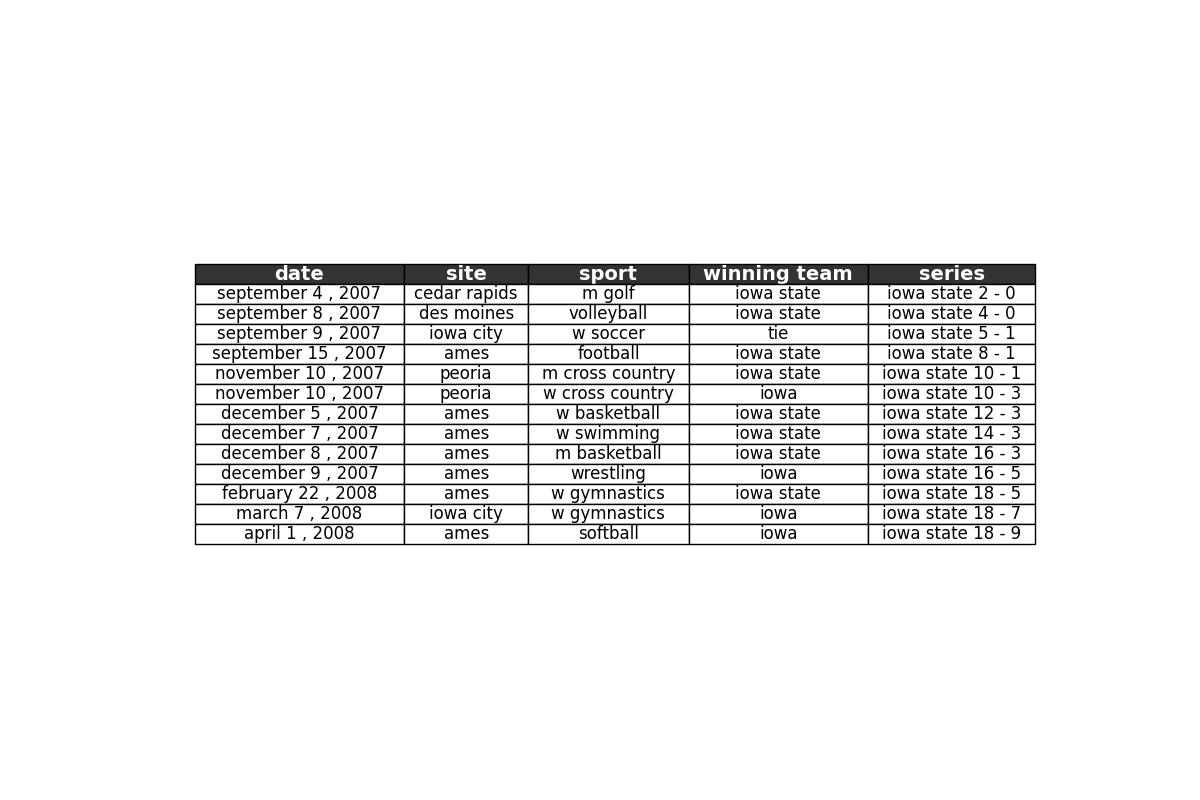 date site sport winning team series
september 4 , 2007 cedar rapids m golf iowa state iowa state 2 - 0
september 8 , 2007 des moines volleyball iowa state iowa state 4 - 0
september 9 , 2007 iowa city w soccer tie iowa state 5 - 1
september 15 , 2007 ames football iowa state iowa state 8 - 1
november 10 , 2007 peoria m cross country iowa state iowa state 10 - 1
november 10 , 2007 peoria w cross country iowa iowa state 10 - 3
december 5 , 2007 ames w basketball iowa state iowa state 12 - 3
december 7 , 2007 ames w swimming iowa state iowa state 14 - 3
december 8 , 2007 ames m basketball iowa state iowa state 16 - 3
december 9 , 2007 ames wrestling iowa iowa state 16 - 5
february 22 , 2008 ames w gymnastics iowa state iowa state 18 - 5
march 7 , 2008 iowa city w gymnastics iowa iowa state 18 - 7
april 1 , 2008 ames softball iowa iowa state 18 - 9